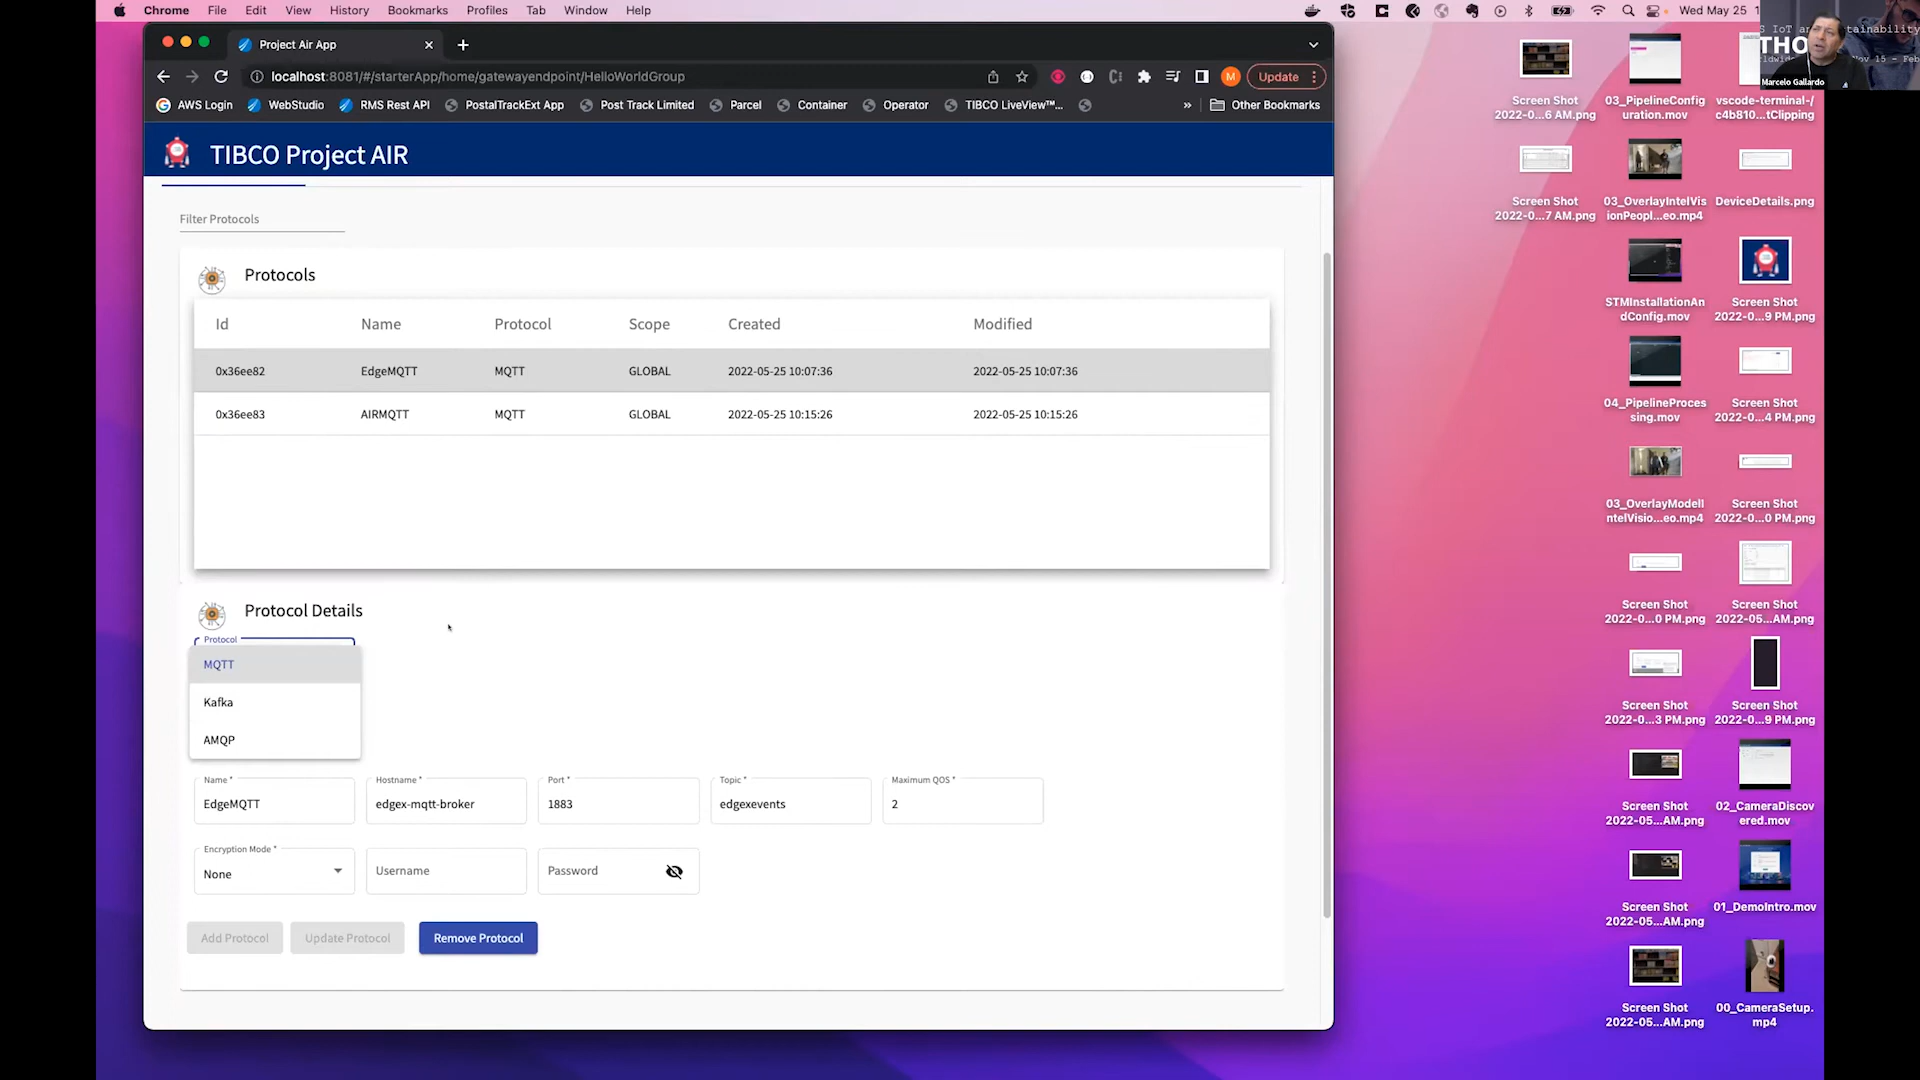 Chrome File Edit View History Bookmarks Profiles Tab Window Help
Wed May 25
Project Air App
localhost:8081/#/starterApp/home/gatewayendpoint/HelloWorldGroup
Update
AWS Login WebStudio RMS Rest API PostalTrackExt App Post Track Limited Parcel Container Operator TIBCO LiveView™... » Other Bookmarks
TIBCO Project AIR
Filter Protocols
Protocols
Id Name Protocol Scope Created Modified
0x36ee82 EdgeMQTT MQTT GLOBAL 2022-05-25 10:07:36 2022-05-25 10:07:36
0x36ee83 AIRMQTT MQTT GLOBAL 2022-05-25 10:15:26 2022-05-25 10:15:26
Protocol Details
Protocol
MQTT
Kafka
AMQP
Name * Hostname * Port * Topic * Maximum QOS *
EdgeMQTT edgex-mqtt-broker 1883 edgexevents 2
Encryption Mode *
None Username Password
Add Protocol Update Protocol Remove Protocol
THO
Marcelo Gallardo
Screen Shot 03_PipelineConfig vscode-terminal-/
2022-0...6 AM.png uration.mov c4b810...tClipping
Screen Shot 03_OverlayIntelVis DeviceDetails.png
2022-0...7 AM.png ionPeopl...eo.mp4
STMInstallationAn Screen Shot
dConfig.mov 2022-0...9 PM.png
04_PipelineProces Screen Shot
sing.mov 2022-0...4 PM.png
03_OverlayModelI Screen Shot
ntelVisio...eo.mp4 2022-0...0 PM.png
Screen Shot Screen Shot
2022-0...0 PM.png 2022-05...AM.png
Screen Shot Screen Shot
2022-0...3 PM.png 2022-0...9 PM.png
Screen Shot 02_CameraDiscov
2022-05...AM.png ered.mov
Screen Shot 01_DemoIntro.mov
2022-05...AM.png
Screen Shot 00_CameraSetup.
2022-05...AM.png mp4